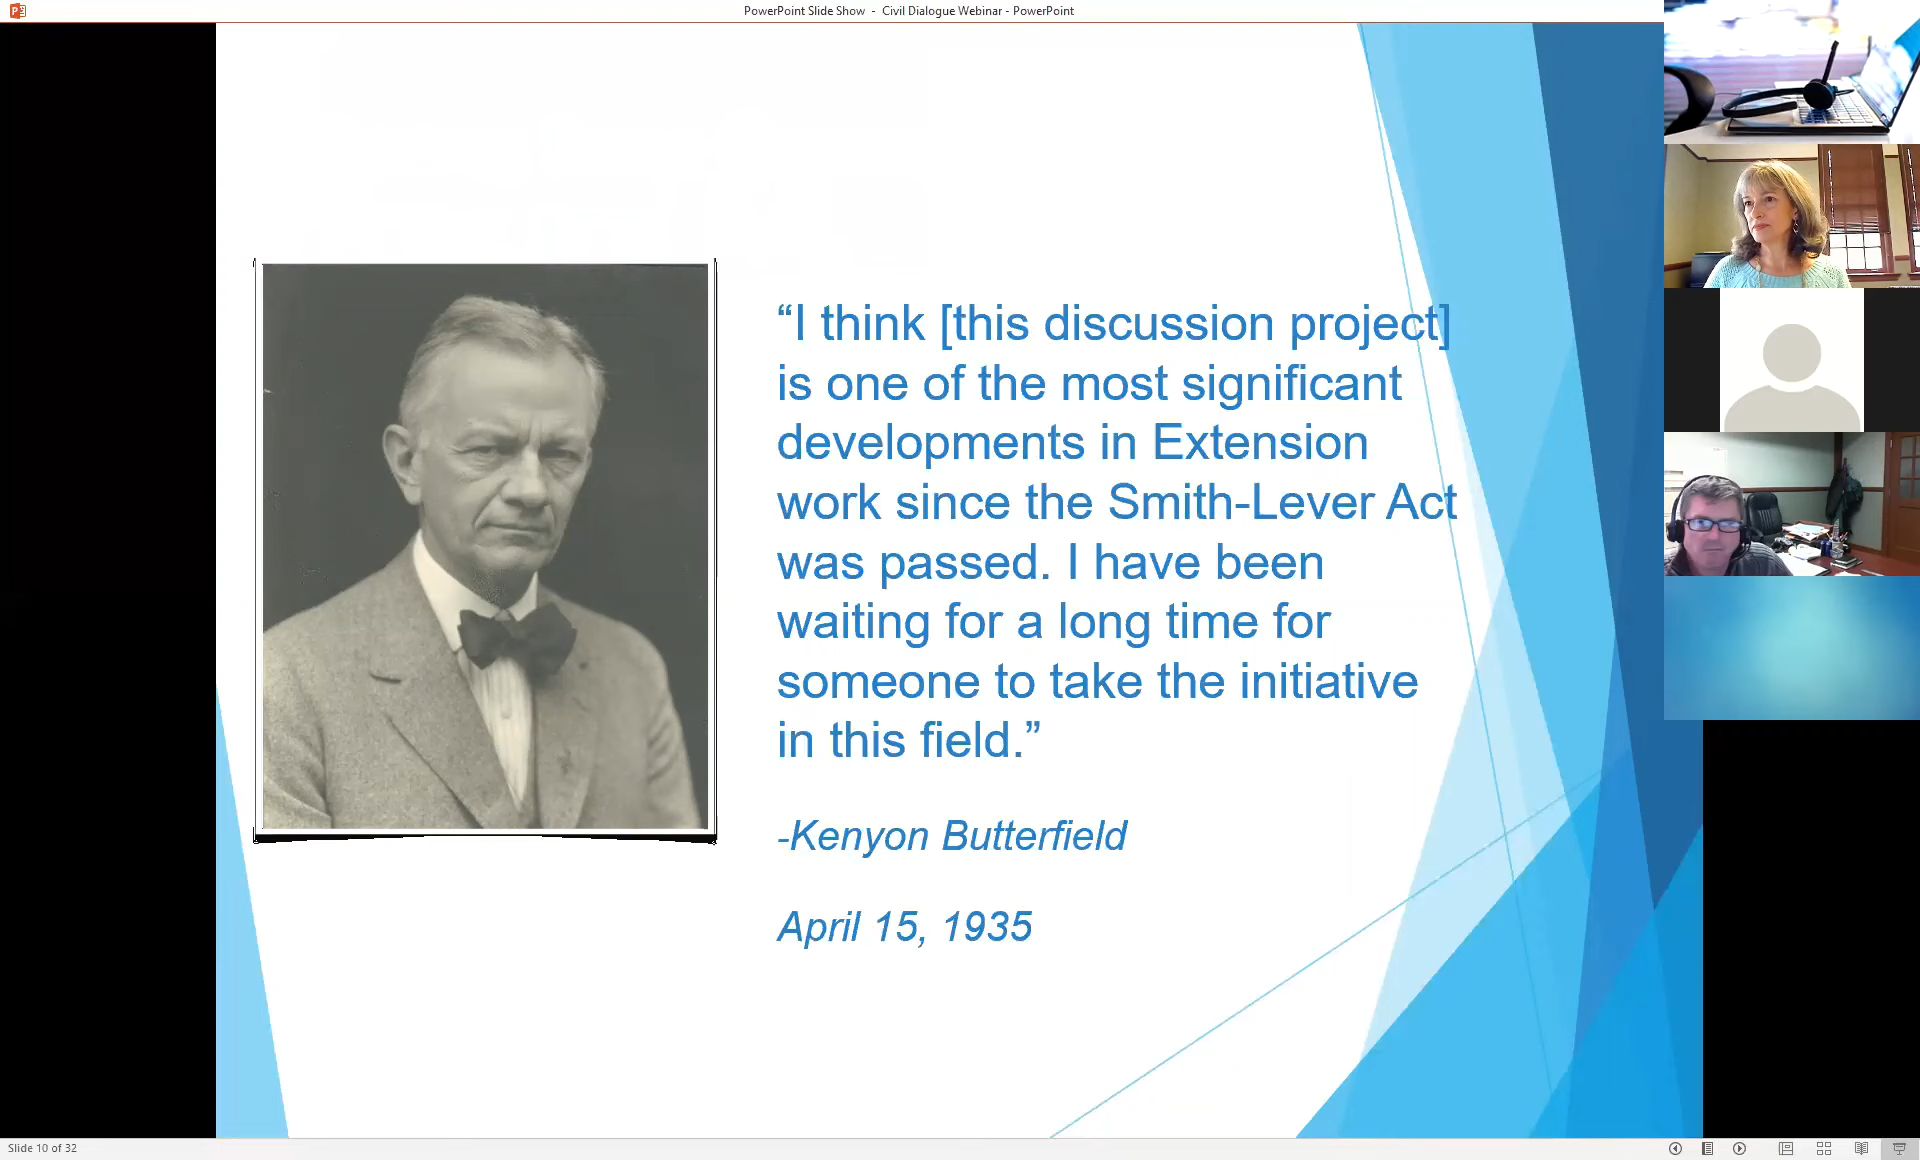 PowerPoint Slide Show - Civil Dialogue Webinar - PowerPoint
“I think [this discussion project]
is one of the most significant
developments in Extension
work since the Smith-Lever Act
was passed. I have been
waiting for a long time for
someone to take the initiative
in this field.”
-Kenyon Butterfield
April 15, 1935
Slide 10 of 32